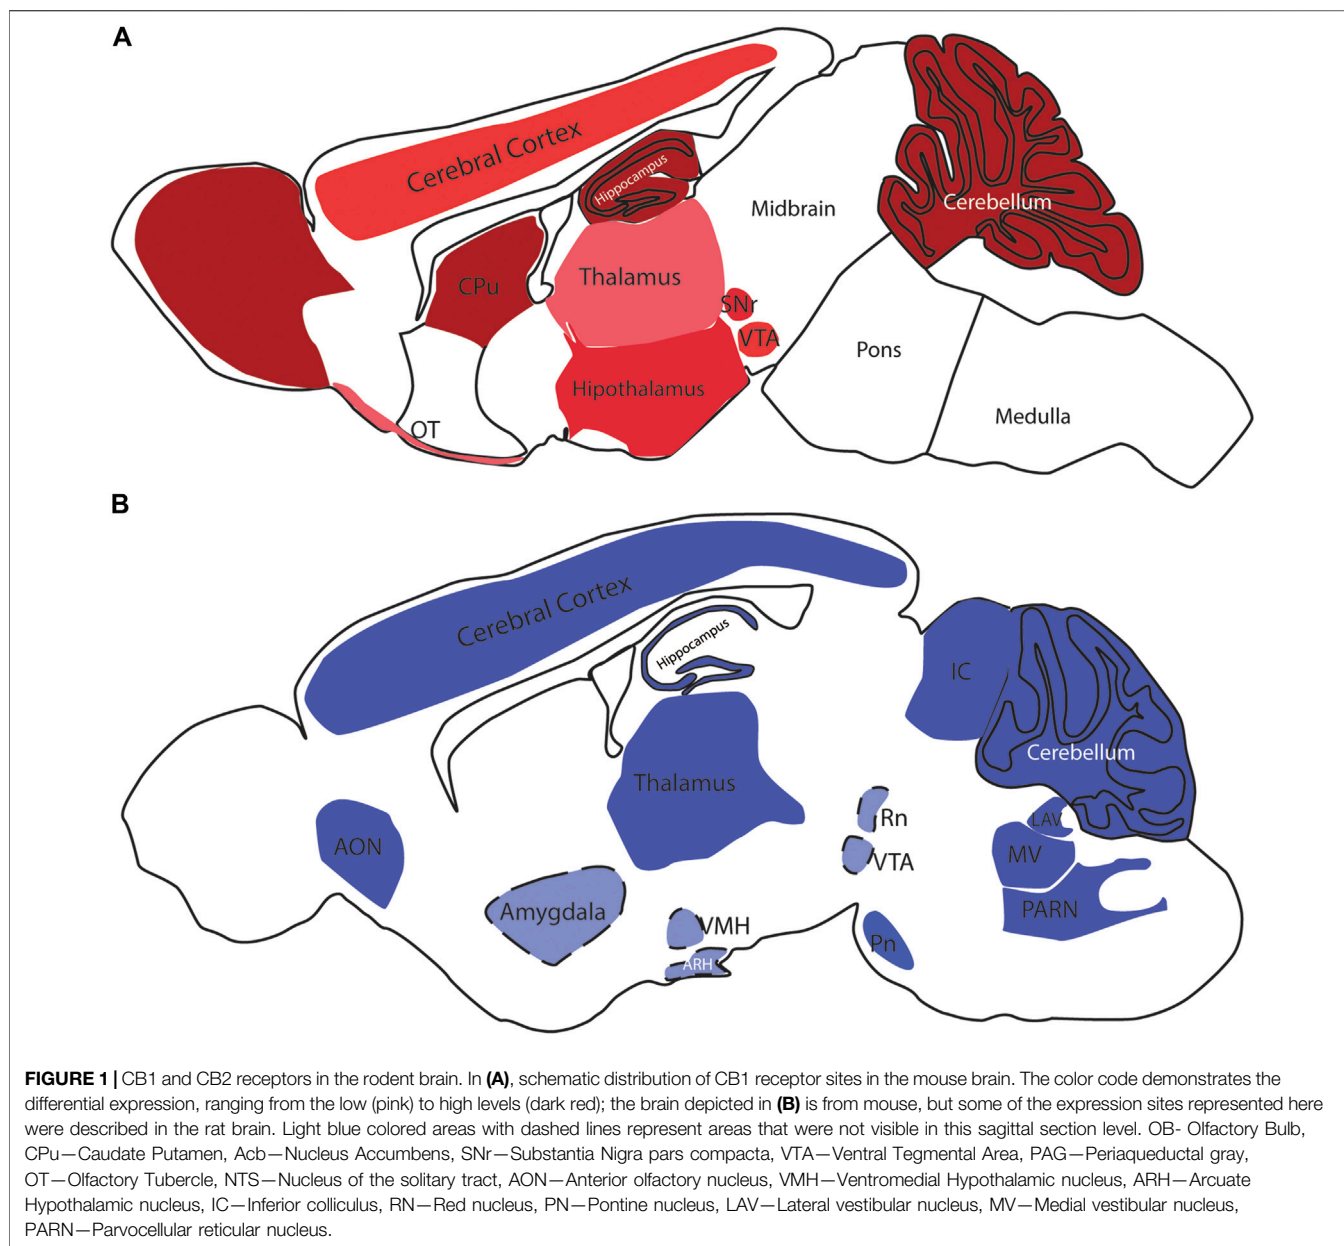 A
Cerebral Cortex
Hippocampus
Midbrain
Cerebellum
Thalamus
CPu
SNr
VTA
Pons
Hipothalamus
Medulla
OT
B
Cerebral Cortex
Hippocampus
IC
Cerebellum
Thalamus
Rn
LAV
AON
MV
VTA
Amygdala
PARN
VMH
Pn
ARH
FIGURE 1 | CB1 and CB2 receptors in the rodent brain. In (A), schematic distribution of CB1 receptor sites in the mouse brain. The color code demonstrates the
differential expression, ranging from the low (pink) to high levels (dark red); the brain depicted in (B) is from mouse, but some of the expression sites represented here
were described in the rat brain. Light blue colored areas with dashed lines represent areas that were not visible in this sagittal section level. OB- Olfactory Bulb,
CPu—Caudate Putamen, Acb—Nucleus Accumbens, SNr—Substantia Nigra pars compacta, VTA—Ventral Tegmental Area, PAG—Periaqueductal gray,
OT—Olfactory Tubercle, NTS—Nucleus of the solitary tract, AON—Anterior olfactory nucleus, VMH—Ventromedial Hypothalamic nucleus, ARH—Arcuate
Hypothalamic nucleus, IC—Inferior colliculus, RN—Red nucleus, PN—Pontine nucleus, LAV—Lateral vestibular nucleus, MV—Medial vestibular nucleus,
PARN—Parvocellular reticular nucleus.